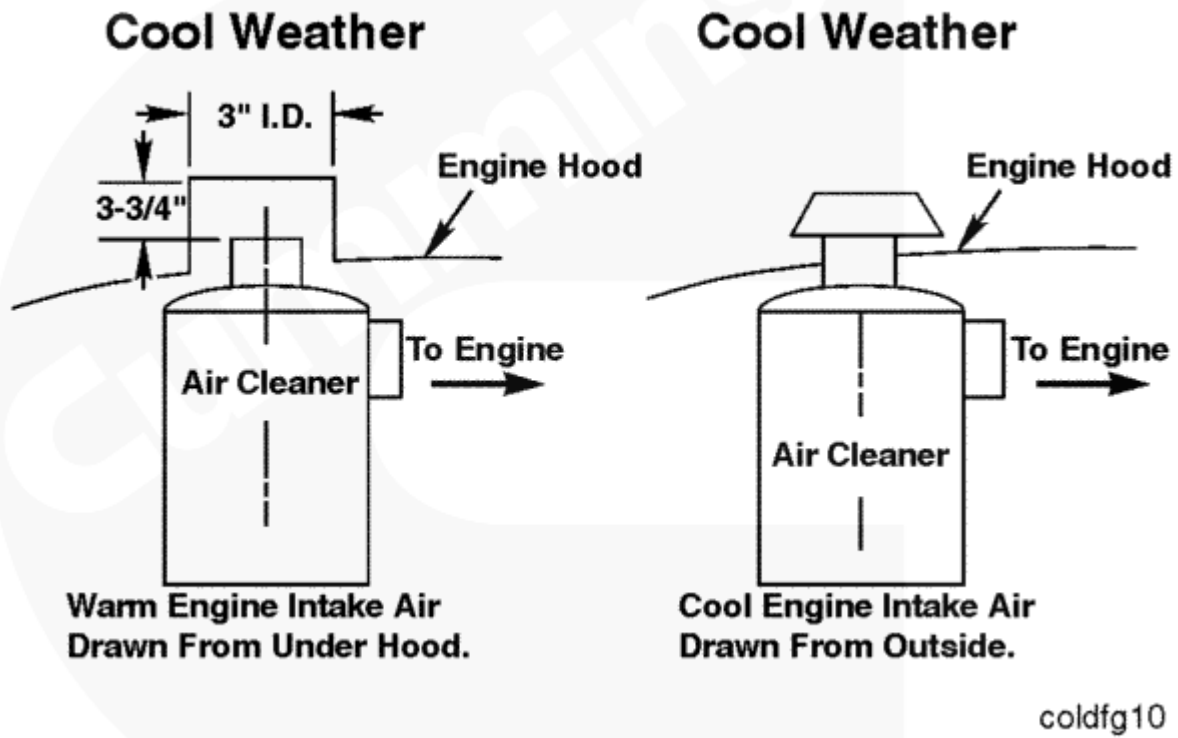 Cool Weather
3" I.D.
Engine Hood
3-3/4"
To Engine
Air Cleaner
Warm Engine Intake Air
Drawn From Under Hood.
Cool Weather
Engine Hood
To Engine
Air Cleaner
Cool Engine Intake Air
Drawn From Outside.
coldfg10
Cummins